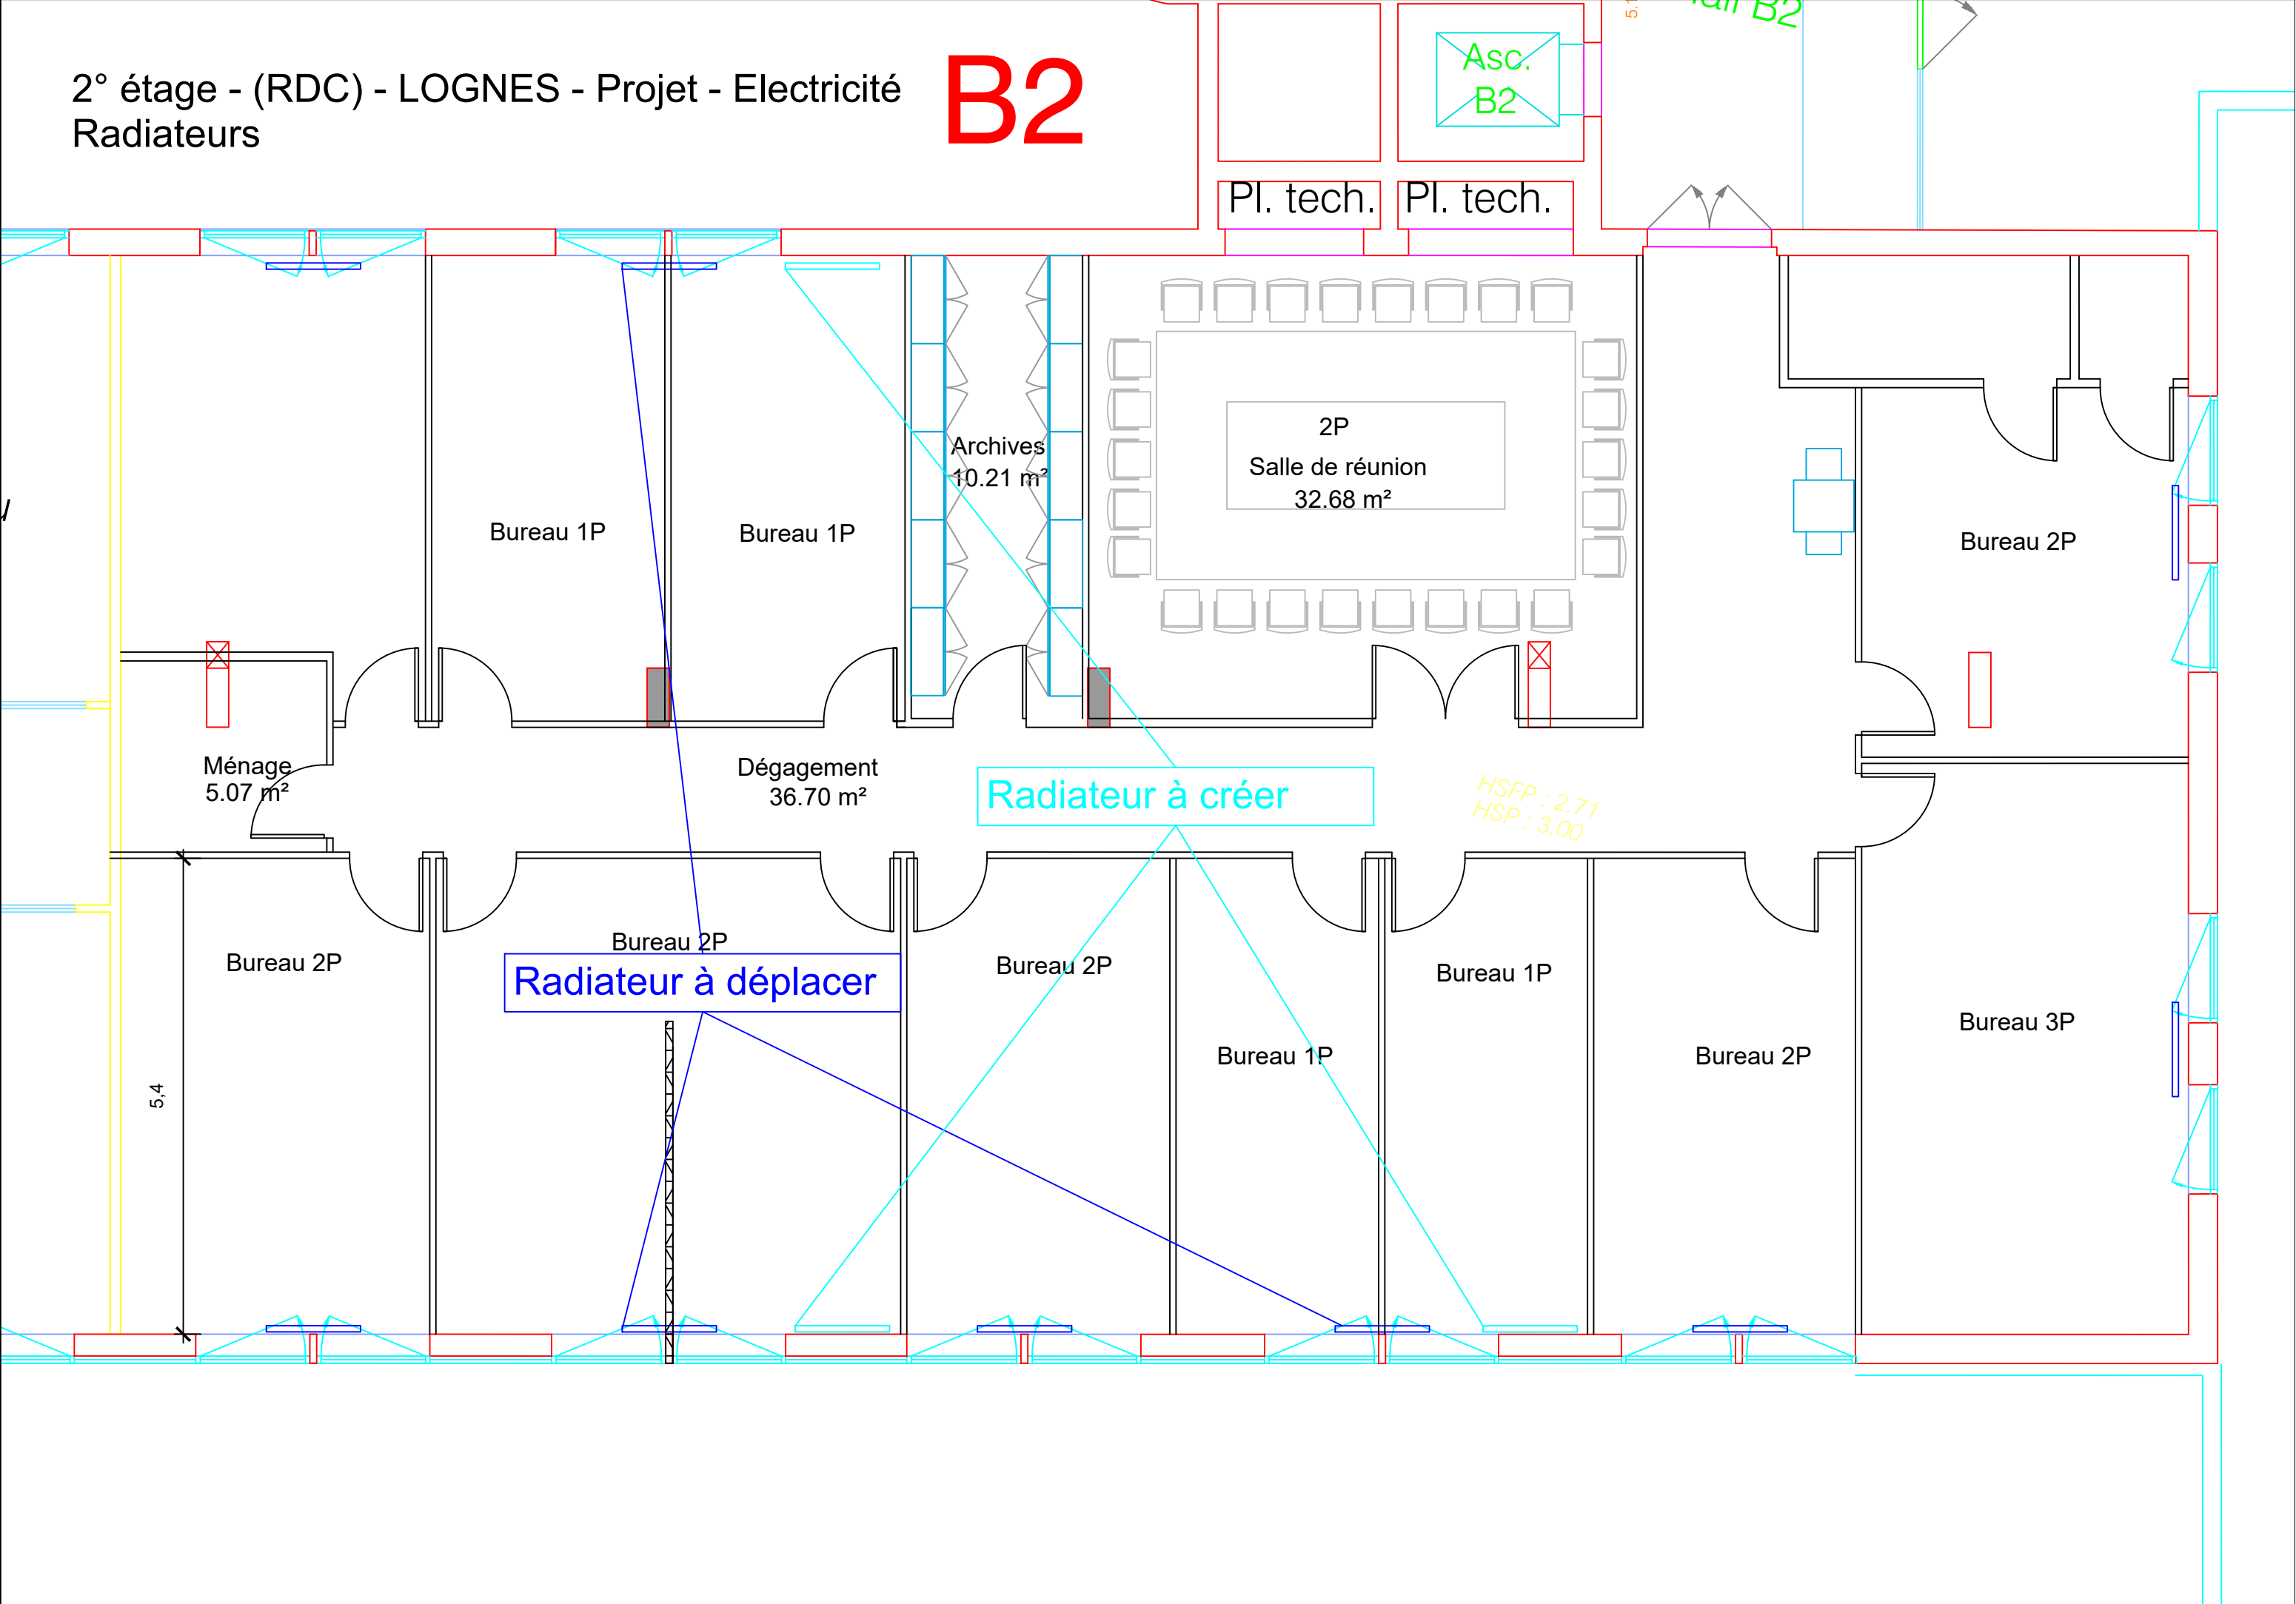 2° étage - (RDC) - LOGNES - Projet - Electricité
Radiateurs
B2
Asc.
B2
B2
Pl. tech.
Pl. tech.
Archives
10.21 m²
2P
Salle de réunion
32.68 m²
Bureau 1P
Bureau 1P
Bureau 2P
Ménage
5.07 m²
Dégagement
36.70 m²
Radiateur à créer
HSFP : 2.71
HSP : 3.00
Bureau 2P
Bureau 2P
Radiateur à déplacer
Bureau 2P
Bureau 1P
Bureau 1P
Bureau 2P
Bureau 3P
5,4